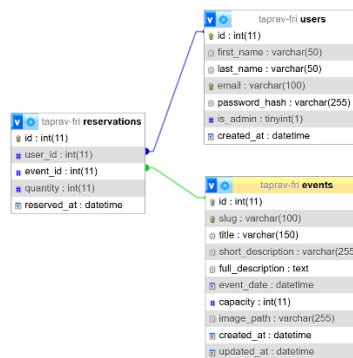 taprav-fri users
id : int(11)
first_name : varchar(50)
last_name : varchar(50)
email : varchar(100)
password_hash : varchar(255)
is_admin : tinyint(1)
created_at : datetime
taprav-fri reservations
id : int(11)
user_id : int(11)
event_id : int(11)
quantity : int(11)
reserved_at : datetime
taprav-fri events
id : int(11)
slug : varchar(100)
title : varchar(150)
short_description : varchar(255
full_description : text
event_date : datetime
capacity : int(11)
image_path : varchar(255)
created_at : datetime
updated_at : datetime